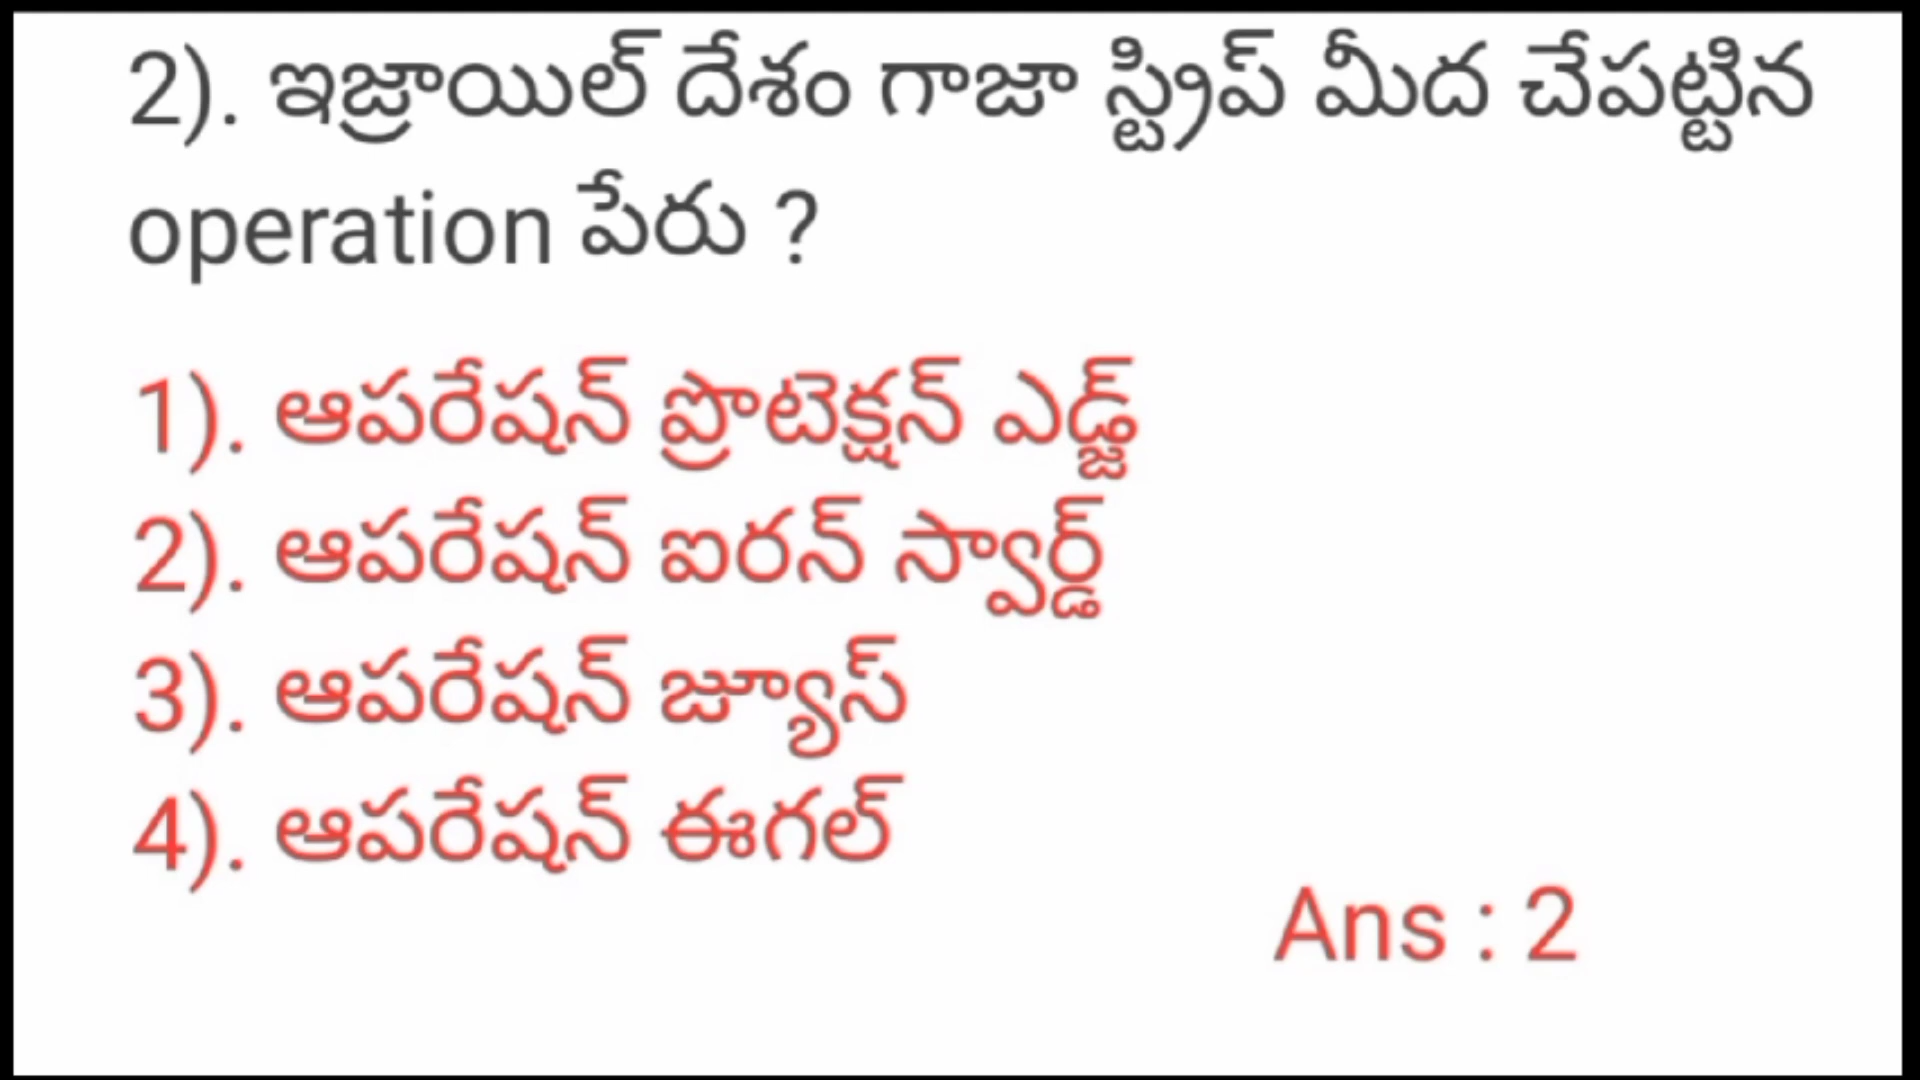 2). ఇజ్రాయిల్ దేశం గాజా స్ట్రిప్ మీద చేపట్టిన
operation పేరు ?
1). ఆపరేషన్ ప్రొటెక్షన్ ఎడ్జ్
2). ఆపరేషన్ ఐరన్ స్వార్డ్
3). ఆపరేషన్ జ్యూస్
4). ఆపరేషన్ ఈగల్
Ans : 2